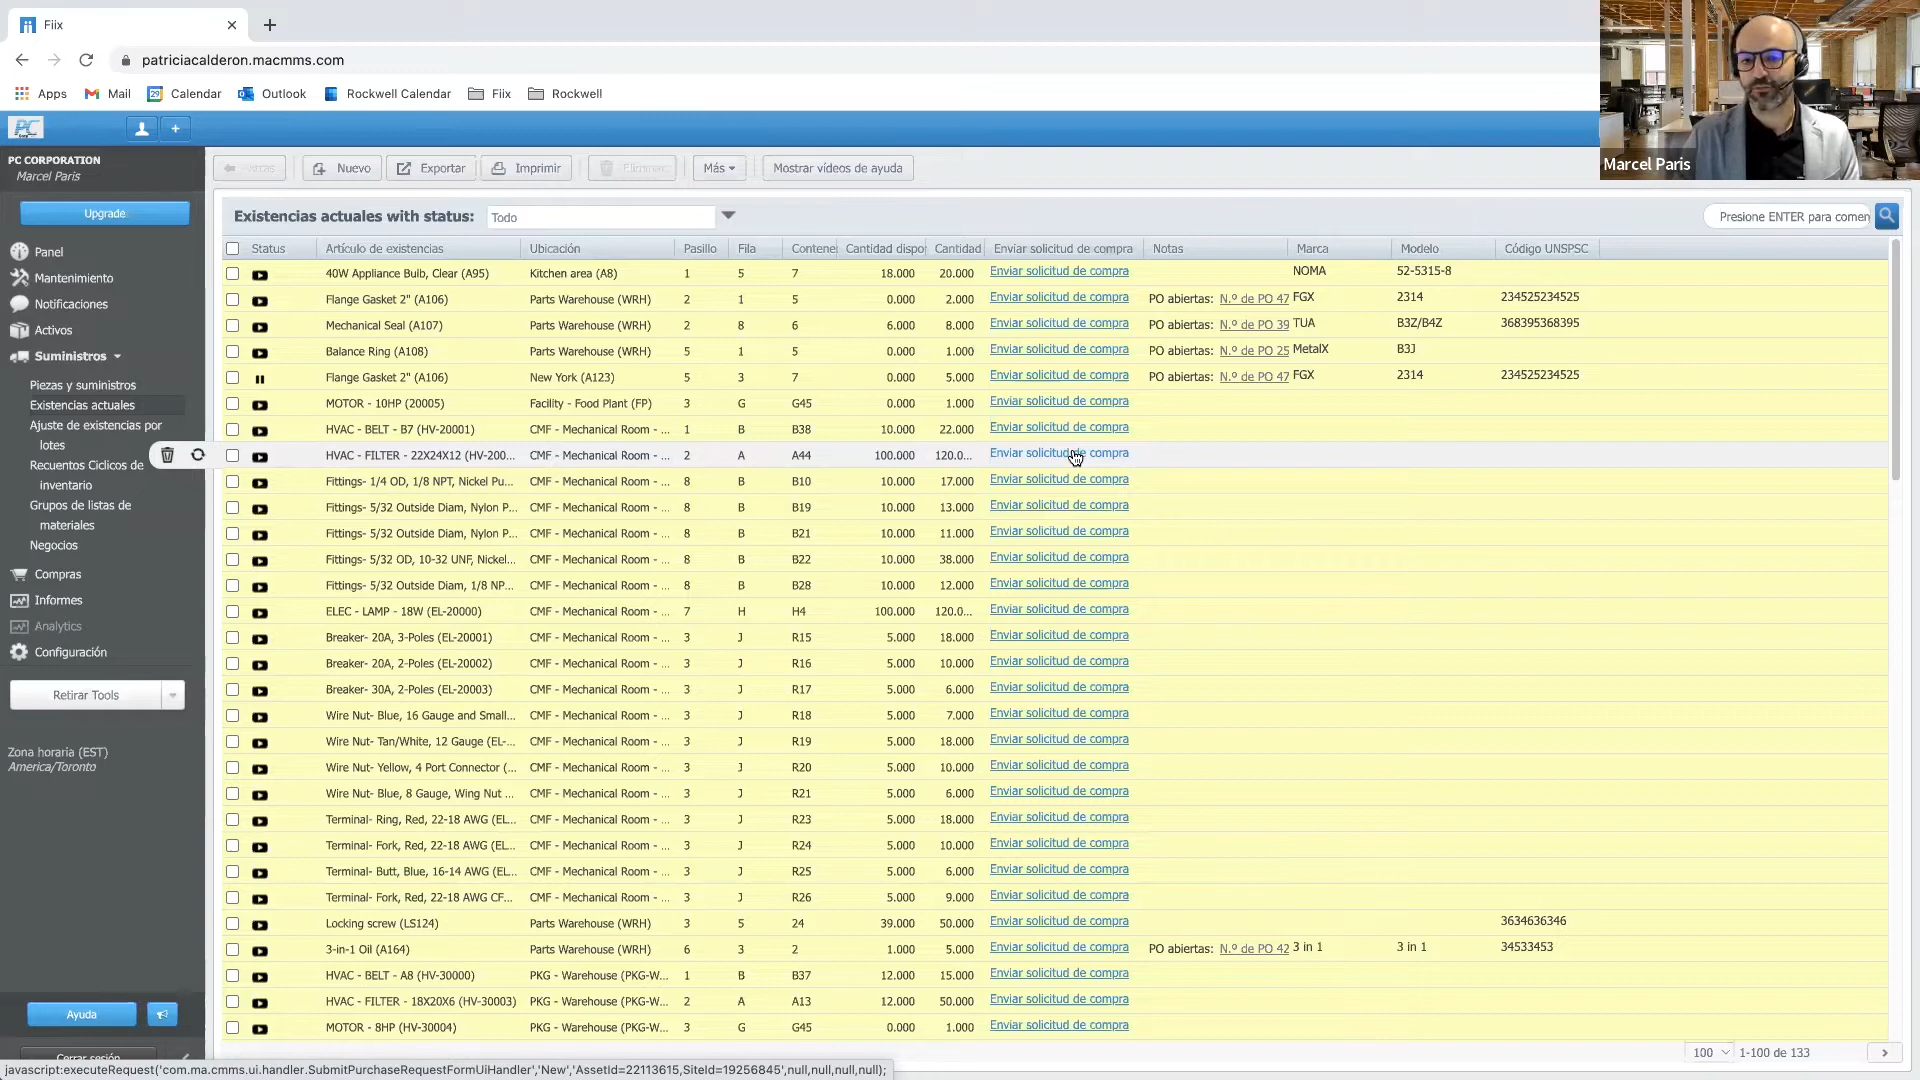 Fiix
patriciacalderon.macmms.com
Apps Mail Calendar Outlook Rockwell Calendar Fiix Rockwell
Marcel Paris
PC CORPORATION
Marcel Paris
Upgrade
Panel
Mantenimiento
Notificaciones
Activos
Suministros
Piezas y suministros
Existencias actuales
Ajuste de existencias por
lotes
Recuentos Cíclicos de
inventario
Grupos de listas de
materiales
Negocios
Compras
Informes
Analytics
Configuración
Retirar Tools
Zona horaria (EST)
America/Toronto
Ayuda
Cerrar sesión
Nuevo Exportar Imprimir Eliminar Más Mostrar vídeos de ayuda
Existencias actuales with status: Todo Presione ENTER para comen
Status Artículo de existencias Ubicación Pasillo Fila Contene Cantidad dispo Cantidad Enviar solicitud de compra Notas Marca Modelo Código UNSPSC
40W Appliance Bulb, Clear (A95) Kitchen area (A8) 1 5 7 18.000 20.000 Enviar solicitud de compra NOMA 52-5315-8
Flange Gasket 2" (A106) Parts Warehouse (WRH) 2 1 5 0.000 2.000 Enviar solicitud de compra PO abiertas: N.º de PO 47 FGX 2314 234525234525
Mechanical Seal (A107) Parts Warehouse (WRH) 2 8 6 6.000 8.000 Enviar solicitud de compra PO abiertas: N.º de PO 39 TUA B3Z/B4Z 368395368395
Balance Ring (A108) Parts Warehouse (WRH) 5 1 5 0.000 1.000 Enviar solicitud de compra PO abiertas: N.º de PO 25 MetalX B3J
Flange Gasket 2" (A106) New York (A123) 5 3 7 0.000 5.000 Enviar solicitud de compra PO abiertas: N.º de PO 47 FGX 2314 234525234525
MOTOR - 10HP (20005) Facility - Food Plant (FP) 3 G G45 0.000 1.000 Enviar solicitud de compra
HVAC - BELT - B7 (HV-20001) CMF - Mechanical Room - ... 1 B B38 10.000 22.000 Enviar solicitud de compra
HVAC - FILTER - 22X24X12 (HV-200... CMF - Mechanical Room - ... 2 A A44 100.000 120.0... Enviar solicitud de compra
Fittings- 1/4 OD, 1/8 NPT, Nickel Pu... CMF - Mechanical Room - ... 8 B B10 10.000 17.000 Enviar solicitud de compra
Fittings- 5/32 Outside Diam, Nylon P... CMF - Mechanical Room - ... 8 B B19 10.000 13.000 Enviar solicitud de compra
Fittings- 5/32 Outside Diam, Nylon P... CMF - Mechanical Room - ... 8 B B21 10.000 11.000 Enviar solicitud de compra
Fittings- 5/32 OD, 10-32 UNF, Nickel... CMF - Mechanical Room - ... 8 B B22 10.000 38.000 Enviar solicitud de compra
Fittings- 5/32 Outside Diam, 1/8 NP... CMF - Mechanical Room - ... 8 B B28 10.000 12.000 Enviar solicitud de compra
ELEC - LAMP - 18W (EL-20000) CMF - Mechanical Room - ... 7 H H4 100.000 120.0... Enviar solicitud de compra
Breaker- 20A, 3-Poles (EL-20001) CMF - Mechanical Room - ... 3 J R15 5.000 18.000 Enviar solicitud de compra
Breaker- 20A, 2-Poles (EL-20002) CMF - Mechanical Room - ... 3 J R16 5.000 10.000 Enviar solicitud de compra
Breaker- 30A, 2-Poles (EL-20003) CMF - Mechanical Room - ... 3 J R17 5.000 6.000 Enviar solicitud de compra
Wire Nut- Blue, 16 Gauge and Small... CMF - Mechanical Room - ... 3 J R18 5.000 7.000 Enviar solicitud de compra
Wire Nut- Tan/White, 12 Gauge (EL-... CMF - Mechanical Room - ... 3 J R19 5.000 18.000 Enviar solicitud de compra
Wire Nut- Yellow, 4 Port Connector (... CMF - Mechanical Room - ... 3 J R20 5.000 10.000 Enviar solicitud de compra
Wire Nut- Blue, 8 Gauge, Wing Nut ... CMF - Mechanical Room - ... 3 J R21 5.000 6.000 Enviar solicitud de compra
Terminal- Ring, Red, 22-18 AWG (EL... CMF - Mechanical Room - ... 3 J R23 5.000 18.000 Enviar solicitud de compra
Terminal- Fork, Red, 22-18 AWG (EL... CMF - Mechanical Room - ... 3 J R24 5.000 10.000 Enviar solicitud de compra
Terminal- Butt, Blue, 16-14 AWG (EL... CMF - Mechanical Room - ... 3 J R25 5.000 6.000 Enviar solicitud de compra
Terminal- Fork, Red, 22-18 AWG CF... CMF - Mechanical Room - ... 3 J R26 5.000 9.000 Enviar solicitud de compra
Locking screw (LS124) Parts Warehouse (WRH) 3 5 24 39.000 50.000 Enviar solicitud de compra 3634636346
3-in-1 Oil (A164) Parts Warehouse (WRH) 6 3 2 1.000 5.000 Enviar solicitud de compra PO abiertas: N.º de PO 42 3 in 1 3 in 1 34533453
HVAC - BELT - A8 (HV-30000) PKG - Warehouse (PKG-W... 1 B B37 12.000 15.000 Enviar solicitud de compra
HVAC - FILTER - 18X20X6 (HV-30003) PKG - Warehouse (PKG-W... 2 A A13 12.000 50.000 Enviar solicitud de compra
MOTOR - 8HP (HV-30004) PKG - Warehouse (PKG-W... 3 G G45 0.000 1.000 Enviar solicitud de compra
100 1-100 de 133
javascript:executeRequest('com.ma.cmms.ui.handler.SubmitPurchaseRequestFormUiHandler','New','AssetId=22113615,SiteId=19256845',null,null,null,null);